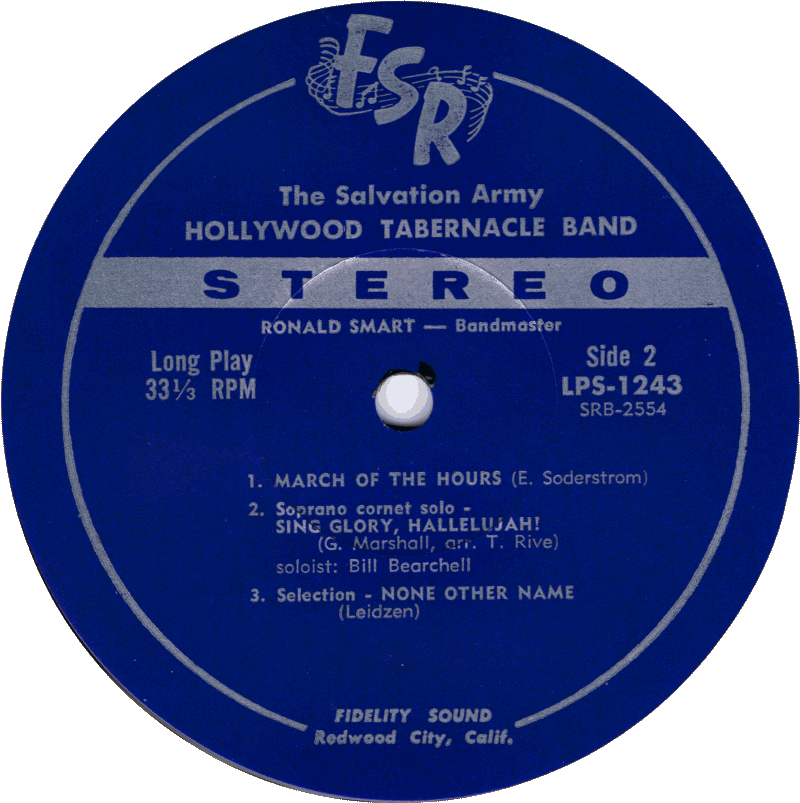 FSR
The Salvation Army
HOLLYWOOD TABERNACLE BAND
STEREO
RONALD SMART — Bandmaster
Long Play
33⅓ RPM
Side 2
LPS-1243
SRB-2554
1. MARCH OF THE HOURS (E. Soderstrom)
2. Soprano cornet solo -
SING GLORY, HALLELUJAH!
(G. Marshall, arr. T. Rive)
soloist: Bill Bearchell
3. Selection - NONE OTHER NAME
(Leidzen)
FIDELITY SOUND
Redwood City, Calif.